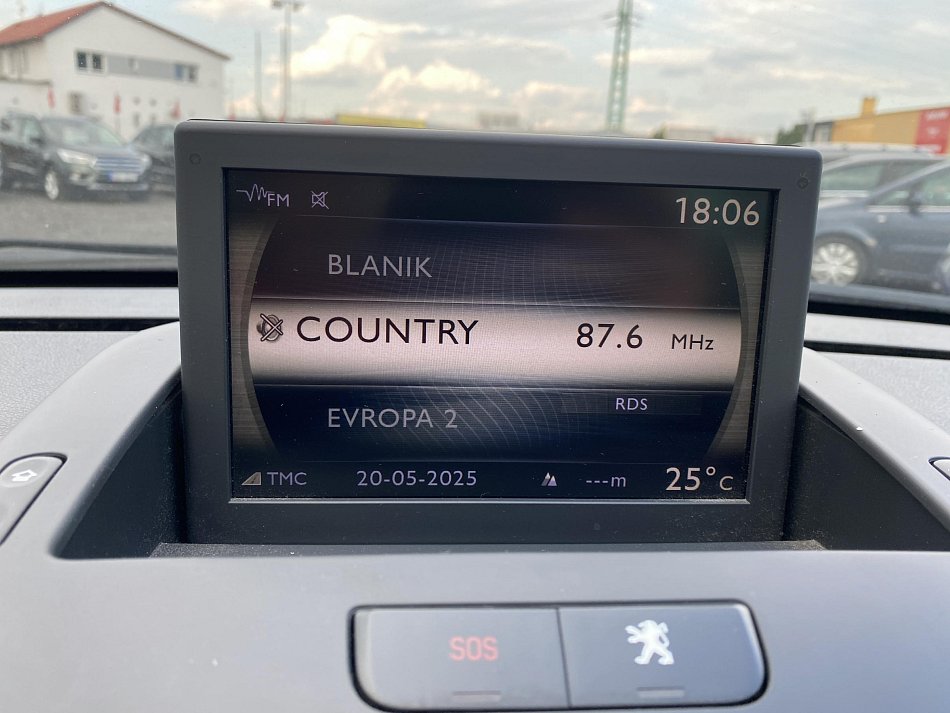 FM 18:06
BLANIK
COUNTRY 87.6 MHz
EVROPA 2 RDS
TMC 20-05-2025 ---m 25°C
SOS